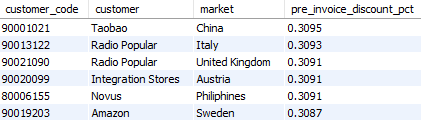 customer_code customer market pre_invoice_discount_pct
90001021 Taobao China 0.3095
90013122 Radio Popular Italy 0.3093
90021090 Radio Popular United Kingdom 0.3091
90020099 Integration Stores Austria 0.3091
80006155 Novus Philiphines 0.3091
90019203 Amazon Sweden 0.3087